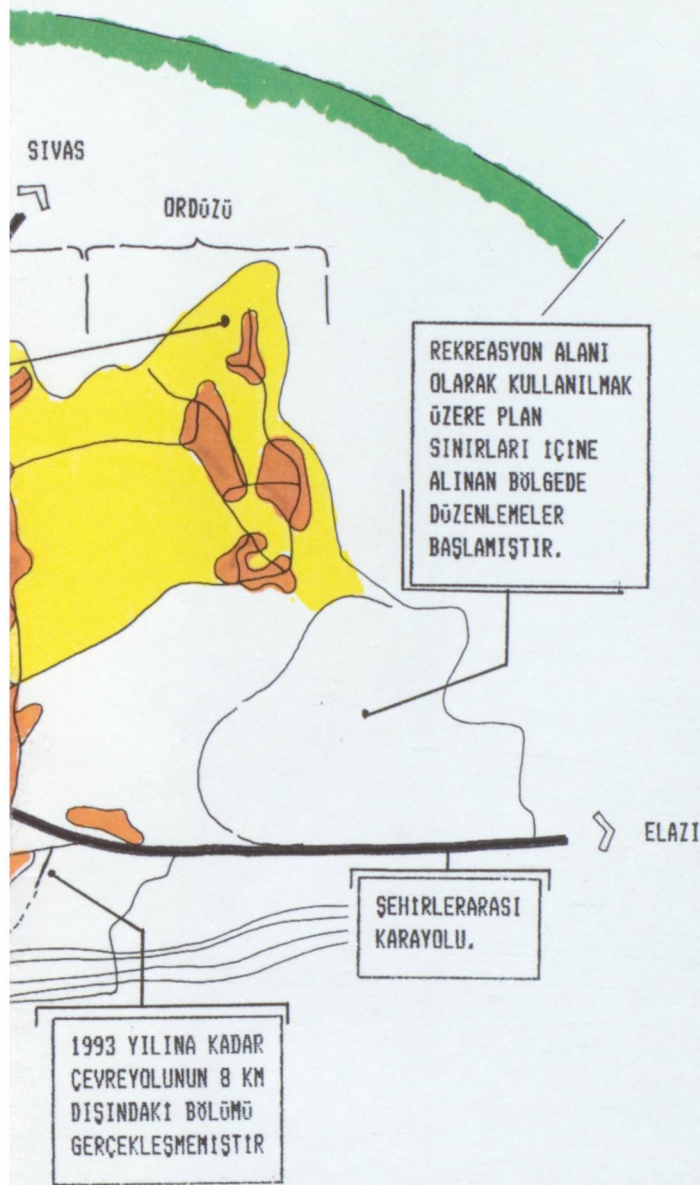 SIVAS
ORDÜZÜ
REKREASYON ALANI
OLARAK KULLANILMAK
ÜZERE PLAN
SINIRLARI İÇİNE
ALINAN BÖLGEDE
DÜZENLEMELER
BAŞLAMIŞTIR.
ELAZI
ŞEHİRLERARASI
KARAYOLU.
1993 YILINA KADAR
ÇEVREYOLUNUN 8 KM
DIŞINDAKİ BÖLÜMÜ
GERÇEKLEŞMEMİŞTİR